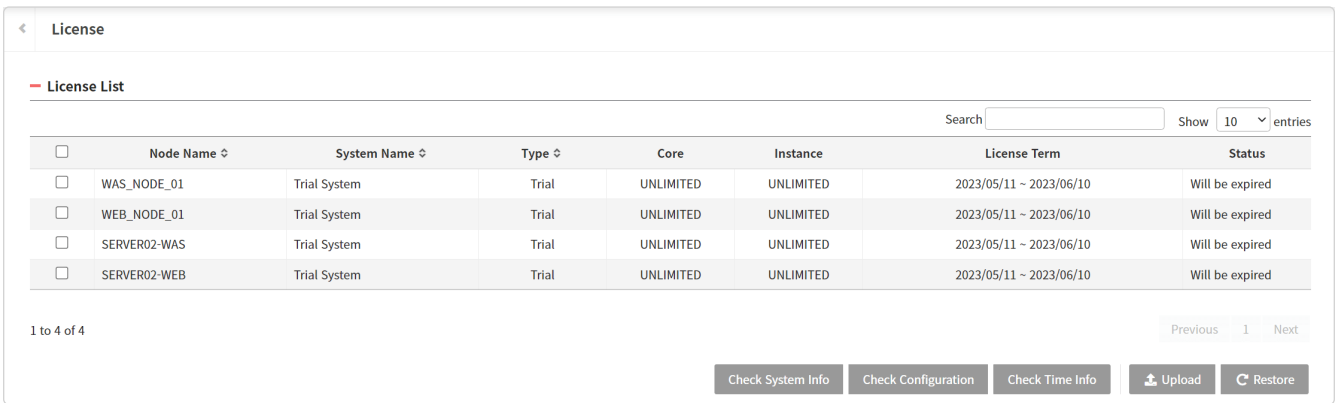 License
License List
Search Show 10 entries
Node Name System Name Type Core Instance License Term Status
WAS_NODE_01 Trial System Trial UNLIMITED UNLIMITED 2023/05/11 ~ 2023/06/10 Will be expired
WEB_NODE_01 Trial System Trial UNLIMITED UNLIMITED 2023/05/11 ~ 2023/06/10 Will be expired
SERVER02-WAS Trial System Trial UNLIMITED UNLIMITED 2023/05/11 ~ 2023/06/10 Will be expired
SERVER02-WEB Trial System Trial UNLIMITED UNLIMITED 2023/05/11 ~ 2023/06/10 Will be expired
1 to 4 of 4 Previous 1 Next
Check System Info Check Configuration Check Time Info Upload Restore